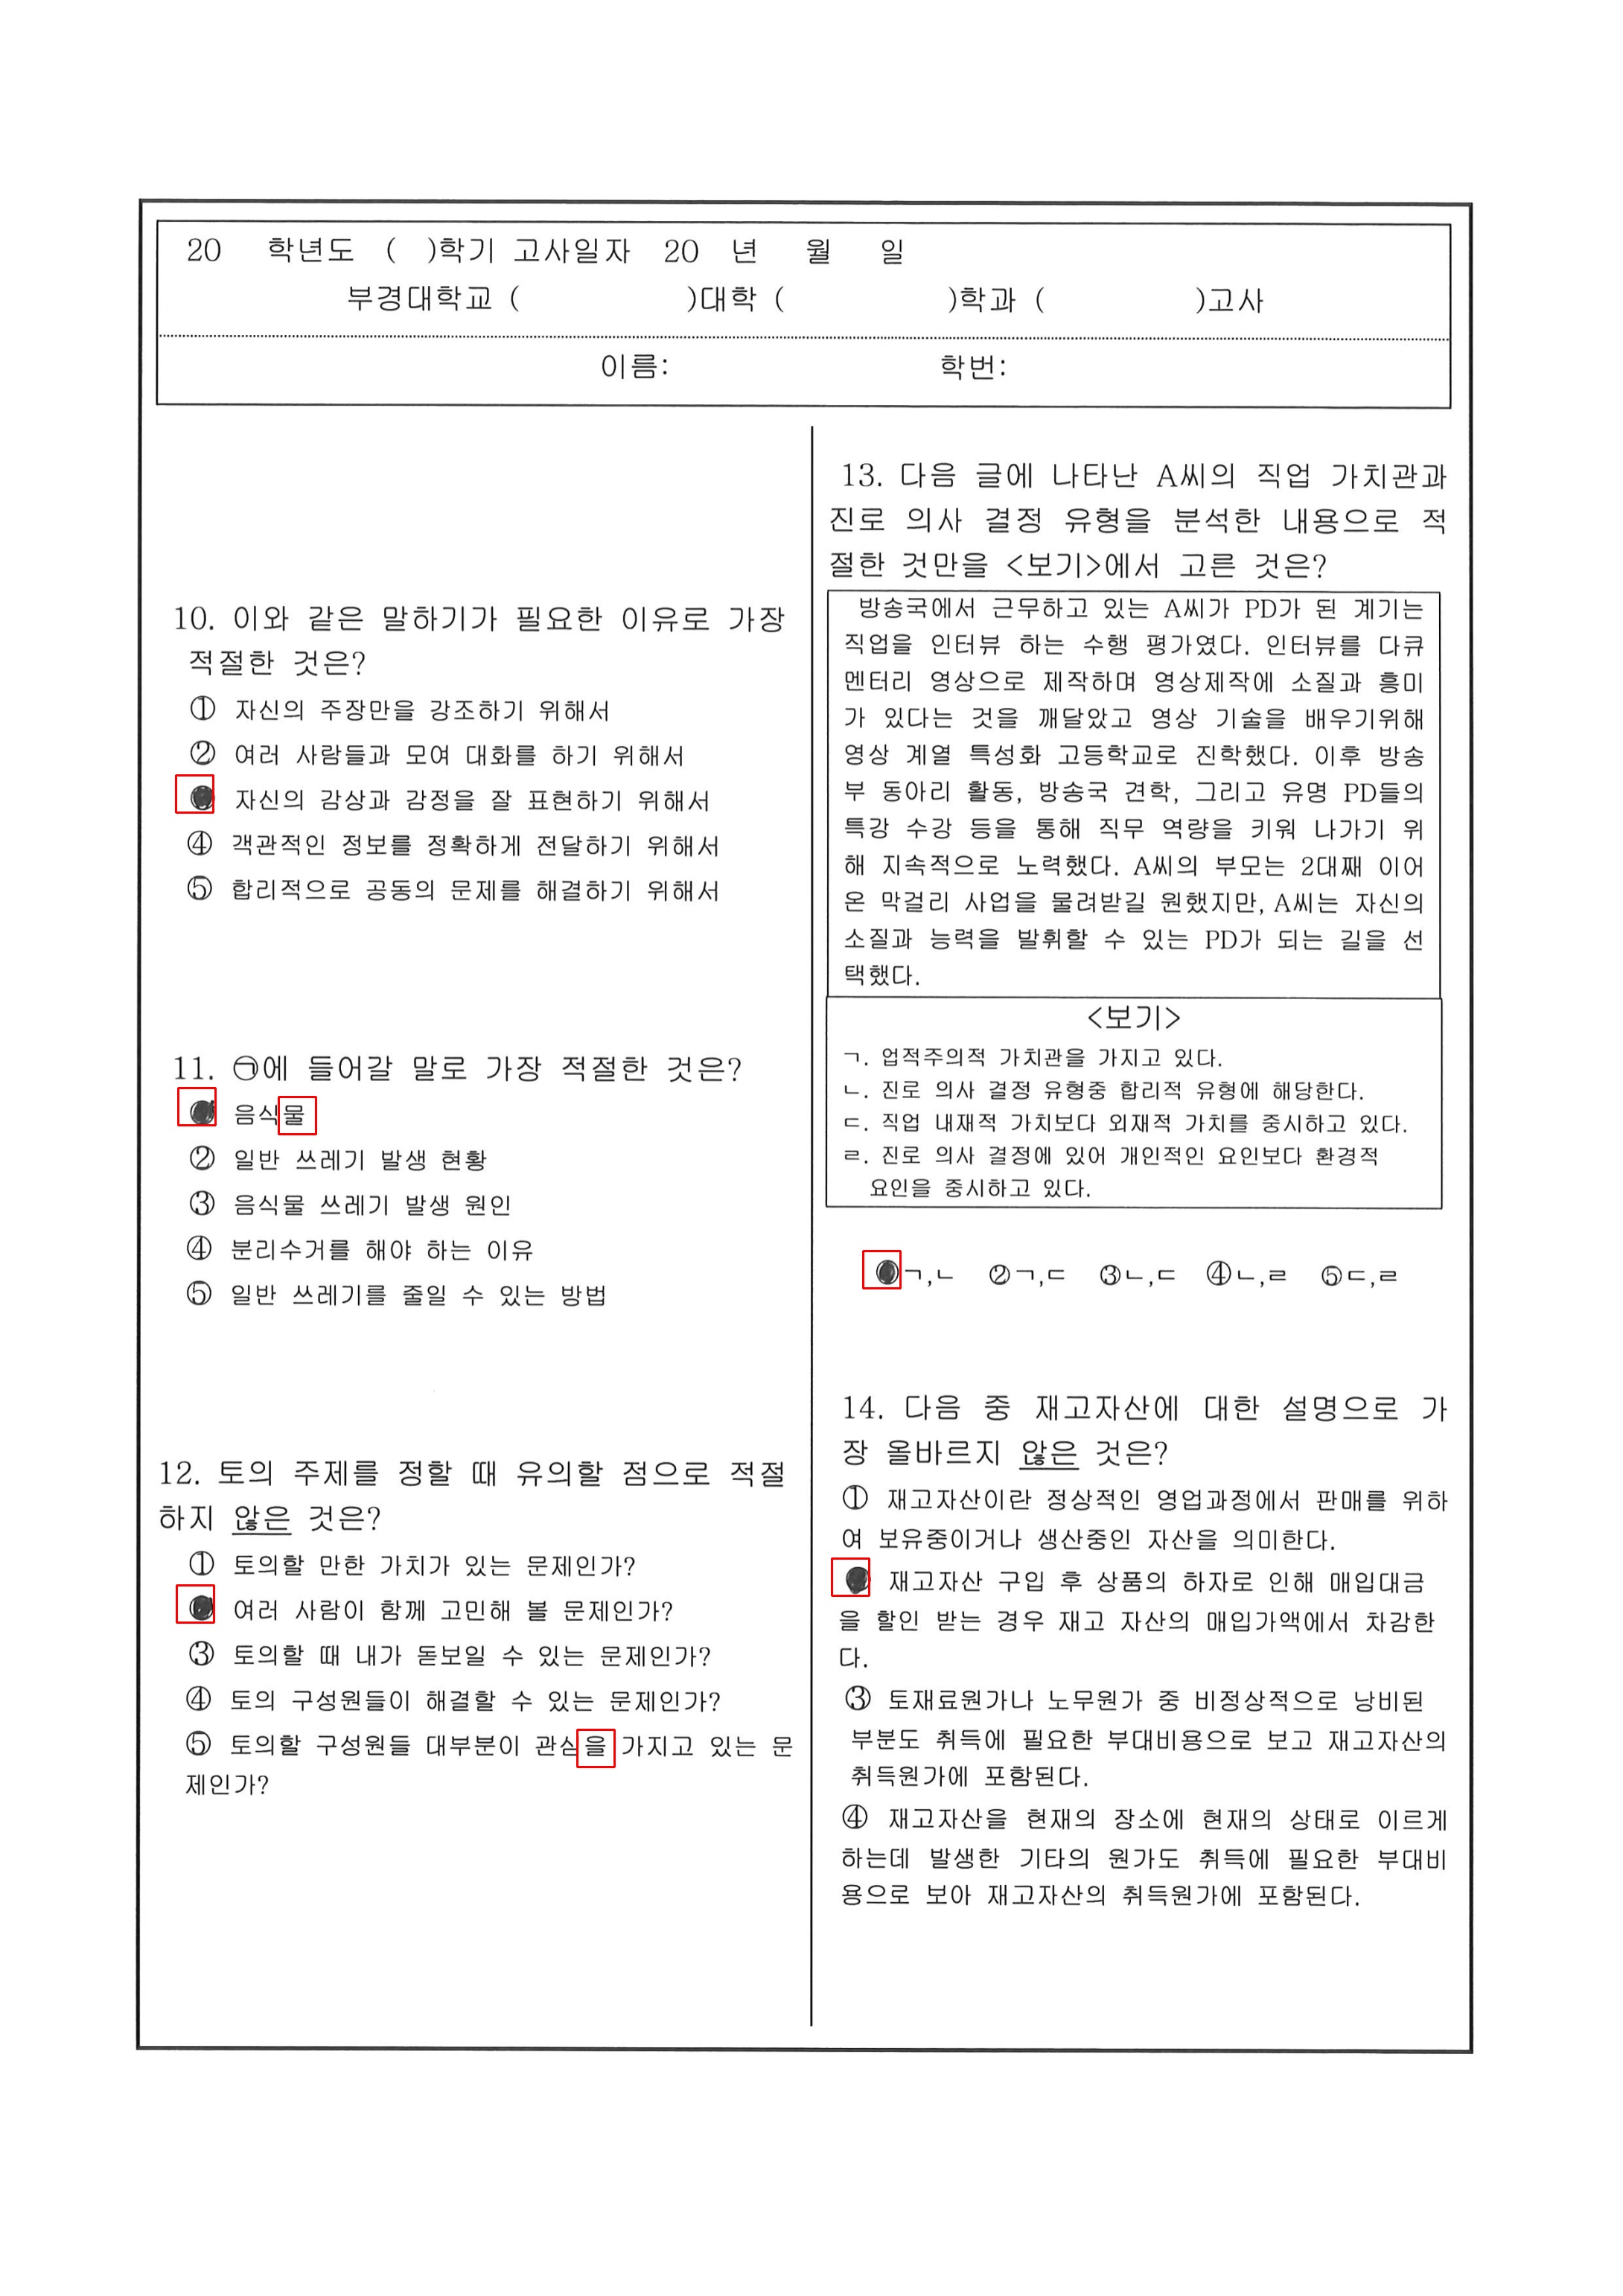 20 학년도 ( )학기 고사일자 20 년 월 일
부경대학교 ( )대학 ( )학과 ( )고사
이름: 학번:
10. 이와 같은 말하기가 필요한 이유로 가장
적절한 것은?
① 자신의 주장만을 강조하기 위해서
② 여러 사람들과 모여 대화를 하기 위해서
자신의 감상과 감정을 잘 표현하기 위해서
④ 객관적인 정보를 정확하게 전달하기 위해서
⑤ 합리적으로 공동의 문제를 해결하기 위해서
11. ㉠에 들어갈 말로 가장 적절한 것은?
음식물
② 일반 쓰레기 발생 현황
③ 음식물 쓰레기 발생 원인
④ 분리수거를 해야 하는 이유
⑤ 일반 쓰레기를 줄일 수 있는 방법
12. 토의 주제를 정할 때 유의할 점으로 적절
하지 않은 것은?
① 토의할 만한 가치가 있는 문제인가?
여러 사람이 함께 고민해 볼 문제인가?
③ 토의할 때 내가 돋보일 수 있는 문제인가?
④ 토의 구성원들이 해결할 수 있는 문제인가?
⑤ 토의할 구성원들 대부분이 관심을 가지고 있는 문
제인가?
13. 다음 글에 나타난 A씨의 직업 가치관과
진로 의사 결정 유형을 분석한 내용으로 적
절한 것만을 <보기>에서 고른 것은?
방송국에서 근무하고 있는 A씨가 PD가 된 계기는
직업을 인터뷰 하는 수행 평가였다. 인터뷰를 다큐
멘터리 영상으로 제작하며 영상제작에 소질과 흥미
가 있다는 것을 깨달았고 영상 기술을 배우기위해
영상 계열 특성화 고등학교로 진학했다. 이후 방송
부 동아리 활동, 방송국 견학, 그리고 유명 PD들의
특강 수강 등을 통해 직무 역량을 키워 나가기 위
해 지속적으로 노력했다. A씨의 부모는 2대째 이어
온 막걸리 사업을 물려받길 원했지만, A씨는 자신의
소질과 능력을 발휘할 수 있는 PD가 되는 길을 선
택했다.
<보기>
ㄱ. 업적주의적 가치관을 가지고 있다.
ㄴ. 진로 의사 결정 유형중 합리적 유형에 해당한다.
ㄷ. 직업 내재적 가치보다 외재적 가치를 중시하고 있다.
ㄹ. 진로 의사 결정에 있어 개인적인 요인보다 환경적
요인을 중시하고 있다.
ㄱ,ㄴ ②ㄱ,ㄷ ③ㄴ,ㄷ ④ㄴ,ㄹ ⑤ㄷ,ㄹ
14. 다음 중 재고자산에 대한 설명으로 가
장 올바르지 않은 것은?
① 재고자산이란 정상적인 영업과정에서 판매를 위하
여 보유중이거나 생산중인 자산을 의미한다.
재고자산 구입 후 상품의 하자로 인해 매입대금
을 할인 받는 경우 재고 자산의 매입가액에서 차감한
다.
③ 토재료원가나 노무원가 중 비정상적으로 낭비된
부분도 취득에 필요한 부대비용으로 보고 재고자산의
취득원가에 포함된다.
④ 재고자산을 현재의 장소에 현재의 상태로 이르게
하는데 발생한 기타의 원가도 취득에 필요한 부대비
용으로 보아 재고자산의 취득원가에 포함된다.